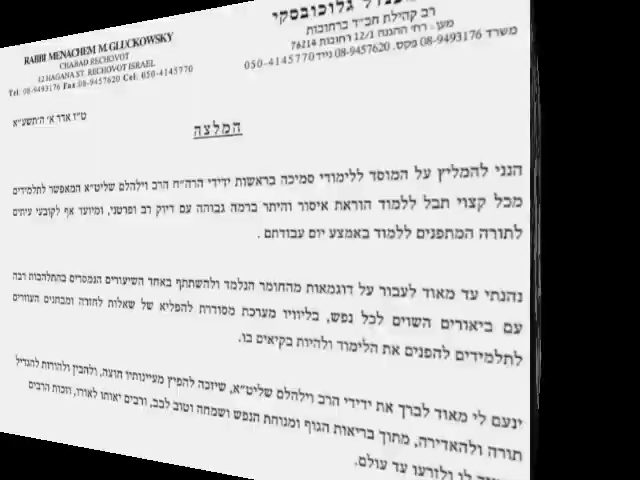 RABBI MENACHEM M. GLUCKOWSKY
CHABAD RECHOVOT
12 HAGANA ST. RECHOVOT ISRAEL
Tel: 08-9493176 Fax: 08-9457620 Cel: 050-4145770
גלוכובסקי
רב קהילת חב"ד ברחובות
מען: רח' ההגנה 12/1 רחובות 76214
משרד 08-9493176 פקס. 08-9457620 נייד 050-4145770
ט"ז אדר א' ה'תשע"א
המלצה
הנני להמליץ על המוסד ללימודי סמיכה בראשות ידידי הרה"ח הרב וילהלם שליט"א המאפשר לתלמידים
מכל קצוי תבל ללמוד הוראת איסור והיתר ברמה גבוהה עם דיוק רב ופרטני, ומיועד אף לקובעי עיתים
לתורה המתפנים ללמוד באמצע יום עבודתם .
נהנתי עד מאוד לעבור על דוגמאות מהחומר הנלמד ולהשתתף באחד השיעורים הנמסרים בהתלהבות רבה
עם ביאורים השוים לכל נפש, בליווי מערכת מסודרת להפליא של שאלות לחזרה ומבחנים העוזרים
לתלמידים להפנים את הלימוד ולהיות בקיאים בו.
ינעם לי מאוד לברך את ידידי הרב וילהלם שליט"א, שיזכה להפיץ מעיינותיו חוצה, ולהבין ולהורות להגדיל
תורה ולהאדירה, מתוך בריאות הגוף ומנוחת הנפש ושמחה וטוב לבב, ורבים יאותו לאורו, וזכות הרבים
לו ולזרעו עד עולם.